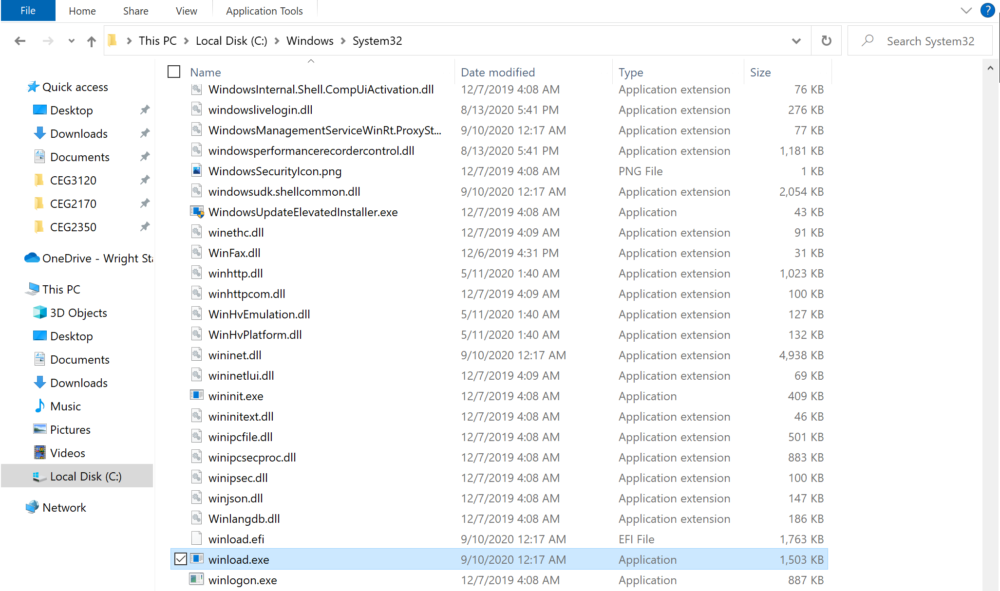 File Home Share View Application Tools ?
This PC > Local Disk (C:) > Windows > System32 Search System32
Name Date modified Type Size
Quick access
Desktop
Downloads
Documents
CEG3120
CEG2170
CEG2350
OneDrive - Wright Sta
This PC
3D Objects
Desktop
Documents
Downloads
Music
Pictures
Videos
Local Disk (C:)
Network
WindowsInternal.Shell.CompUiActivation.dll 12/7/2019 4:08 AM Application extension 76 KB
windowslivelogin.dll 8/13/2020 5:41 PM Application extension 276 KB
WindowsManagementServiceWinRt.ProxySt... 9/10/2020 12:17 AM Application extension 77 KB
windowsperformancerecordercontrol.dll 8/13/2020 5:41 PM Application extension 1,181 KB
WindowsSecurityIcon.png 12/7/2019 4:08 AM PNG File 1 KB
windowsudk.shellcommon.dll 9/10/2020 12:17 AM Application extension 2,054 KB
WindowsUpdateElevatedInstaller.exe 12/7/2019 4:08 AM Application 43 KB
winethc.dll 12/7/2019 4:09 AM Application extension 91 KB
WinFax.dll 12/6/2019 4:31 PM Application extension 31 KB
winhttp.dll 5/11/2020 1:40 AM Application extension 1,023 KB
winhttpcom.dll 12/7/2019 4:09 AM Application extension 100 KB
WinHvEmulation.dll 5/11/2020 1:40 AM Application extension 127 KB
WinHvPlatform.dll 5/11/2020 1:40 AM Application extension 132 KB
wininet.dll 9/10/2020 12:17 AM Application extension 4,938 KB
wininetlui.dll 12/7/2019 4:09 AM Application extension 69 KB
wininit.exe 12/7/2019 4:08 AM Application 409 KB
wininitext.dll 12/7/2019 4:08 AM Application extension 46 KB
winipcfile.dll 12/7/2019 4:08 AM Application extension 501 KB
winipcsecproc.dll 12/7/2019 4:08 AM Application extension 883 KB
winipsec.dll 12/7/2019 4:08 AM Application extension 100 KB
winjson.dll 12/7/2019 4:08 AM Application extension 147 KB
Winlangdb.dll 12/7/2019 4:08 AM Application extension 186 KB
winload.efi 9/10/2020 12:17 AM EFI File 1,763 KB
winload.exe 9/10/2020 12:17 AM Application 1,503 KB
winlogon.exe 12/7/2019 4:08 AM Application 887 KB